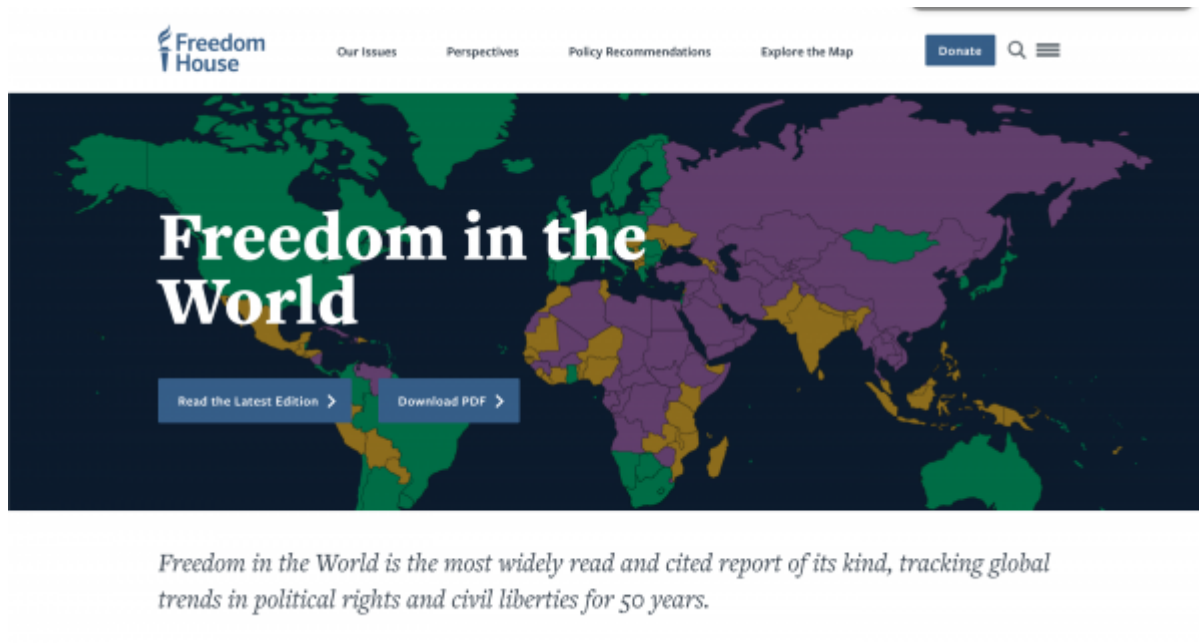 Freedom
House
Our Issues
Perspectives
Policy Recommendations
Explore the Map
Donate
Freedom in the
World
Read the Latest Edition
Download PDF
Freedom in the World is the most widely read and cited report of its kind, tracking global
trends in political rights and civil liberties for 50 years.